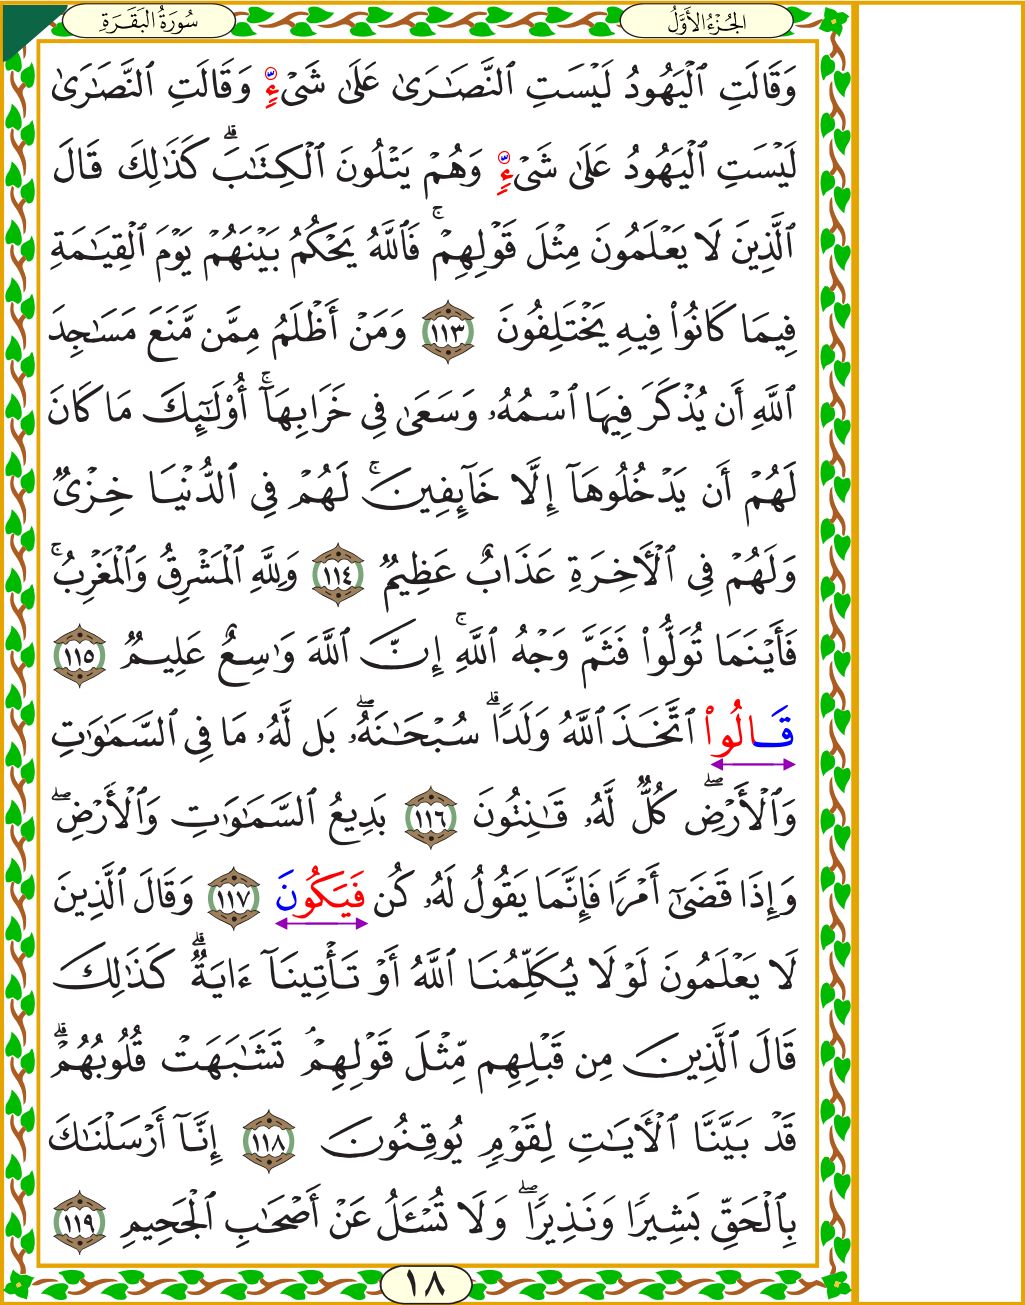 الجُزْءُ الأَوَّلُ
سُورَةُ البَقَرَةِ
وَقَالَتِ ٱلۡيَهُودُ لَيۡسَتِ ٱلنَّصَٰرَىٰ عَلَىٰ شَيۡءٖ وَقَالَتِ ٱلنَّصَٰرَىٰ
لَيۡسَتِ ٱلۡيَهُودُ عَلَىٰ شَيۡءٖ وَهُمۡ يَتۡلُونَ ٱلۡكِتَٰبَۗ كَذَٰلِكَ قَالَ
ٱلَّذِينَ لَا يَعۡلَمُونَ مِثۡلَ قَوۡلِهِمۡۚ فَٱللَّهُ يَحۡكُمُ بَيۡنَهُمۡ يَوۡمَ ٱلۡقِيَٰمَةِ
فِيمَا كَانُواْ فِيهِ يَخۡتَلِفُونَ ١١٣ وَمَنۡ أَظۡلَمُ مِمَّن مَّنَعَ مَسَٰجِدَ
ٱللَّهِ أَن يُذۡكَرَ فِيهَا ٱسۡمُهُۥ وَسَعَىٰ فِي خَرَابِهَآۚ أُوْلَٰٓئِكَ مَا كَانَ
لَهُمۡ أَن يَدۡخُلُوهَآ إِلَّا خَآئِفِينَۚ لَهُمۡ فِي ٱلدُّنۡيَا خِزۡيٞ
وَلَهُمۡ فِي ٱلۡأٓخِرَةِ عَذَابٌ عَظِيمٞ ١١٤ وَلِلَّهِ ٱلۡمَشۡرِقُ وَٱلۡمَغۡرِبُۚ
فَأَيۡنَمَا تُوَلُّواْ فَثَمَّ وَجۡهُ ٱللَّهِۚ إِنَّ ٱللَّهَ وَٰسِعٌ عَلِيمٞ ١١٥
قَالُواْ ٱتَّخَذَ ٱللَّهُ وَلَدٗاۗ سُبۡحَٰنَهُۥۖ بَل لَّهُۥ مَا فِي ٱلسَّمَٰوَٰتِ
وَٱلۡأَرۡضِۖ كُلّٞ لَّهُۥ قَٰنِتُونَ ١١٦ بَدِيعُ ٱلسَّمَٰوَٰتِ وَٱلۡأَرۡضِۖ
وَإِذَا قَضَىٰٓ أَمۡرٗا فَإِنَّمَا يَقُولُ لَهُۥ كُن فَيَكُونَ ١١٧ وَقَالَ ٱلَّذِينَ
لَا يَعۡلَمُونَ لَوۡلَا يُكَلِّمُنَا ٱللَّهُ أَوۡ تَأۡتِينَآ ءَايَةٞۗ كَذَٰلِكَ
قَالَ ٱلَّذِينَ مِن قَبۡلِهِم مِّثۡلَ قَوۡلِهِمۡۘ تَشَٰبَهَتۡ قُلُوبُهُمۡۗ
قَدۡ بَيَّنَّا ٱلۡأٓيَٰتِ لِقَوۡمٖ يُوقِنُونَ ١١٨ إِنَّآ أَرۡسَلۡنَٰكَ
بِٱلۡحَقِّ بَشِيرٗا وَنَذِيرٗاۖ وَلَا تُسۡـَٔلُ عَنۡ أَصۡحَٰبِ ٱلۡجَحِيمِ ١١٩
١٨